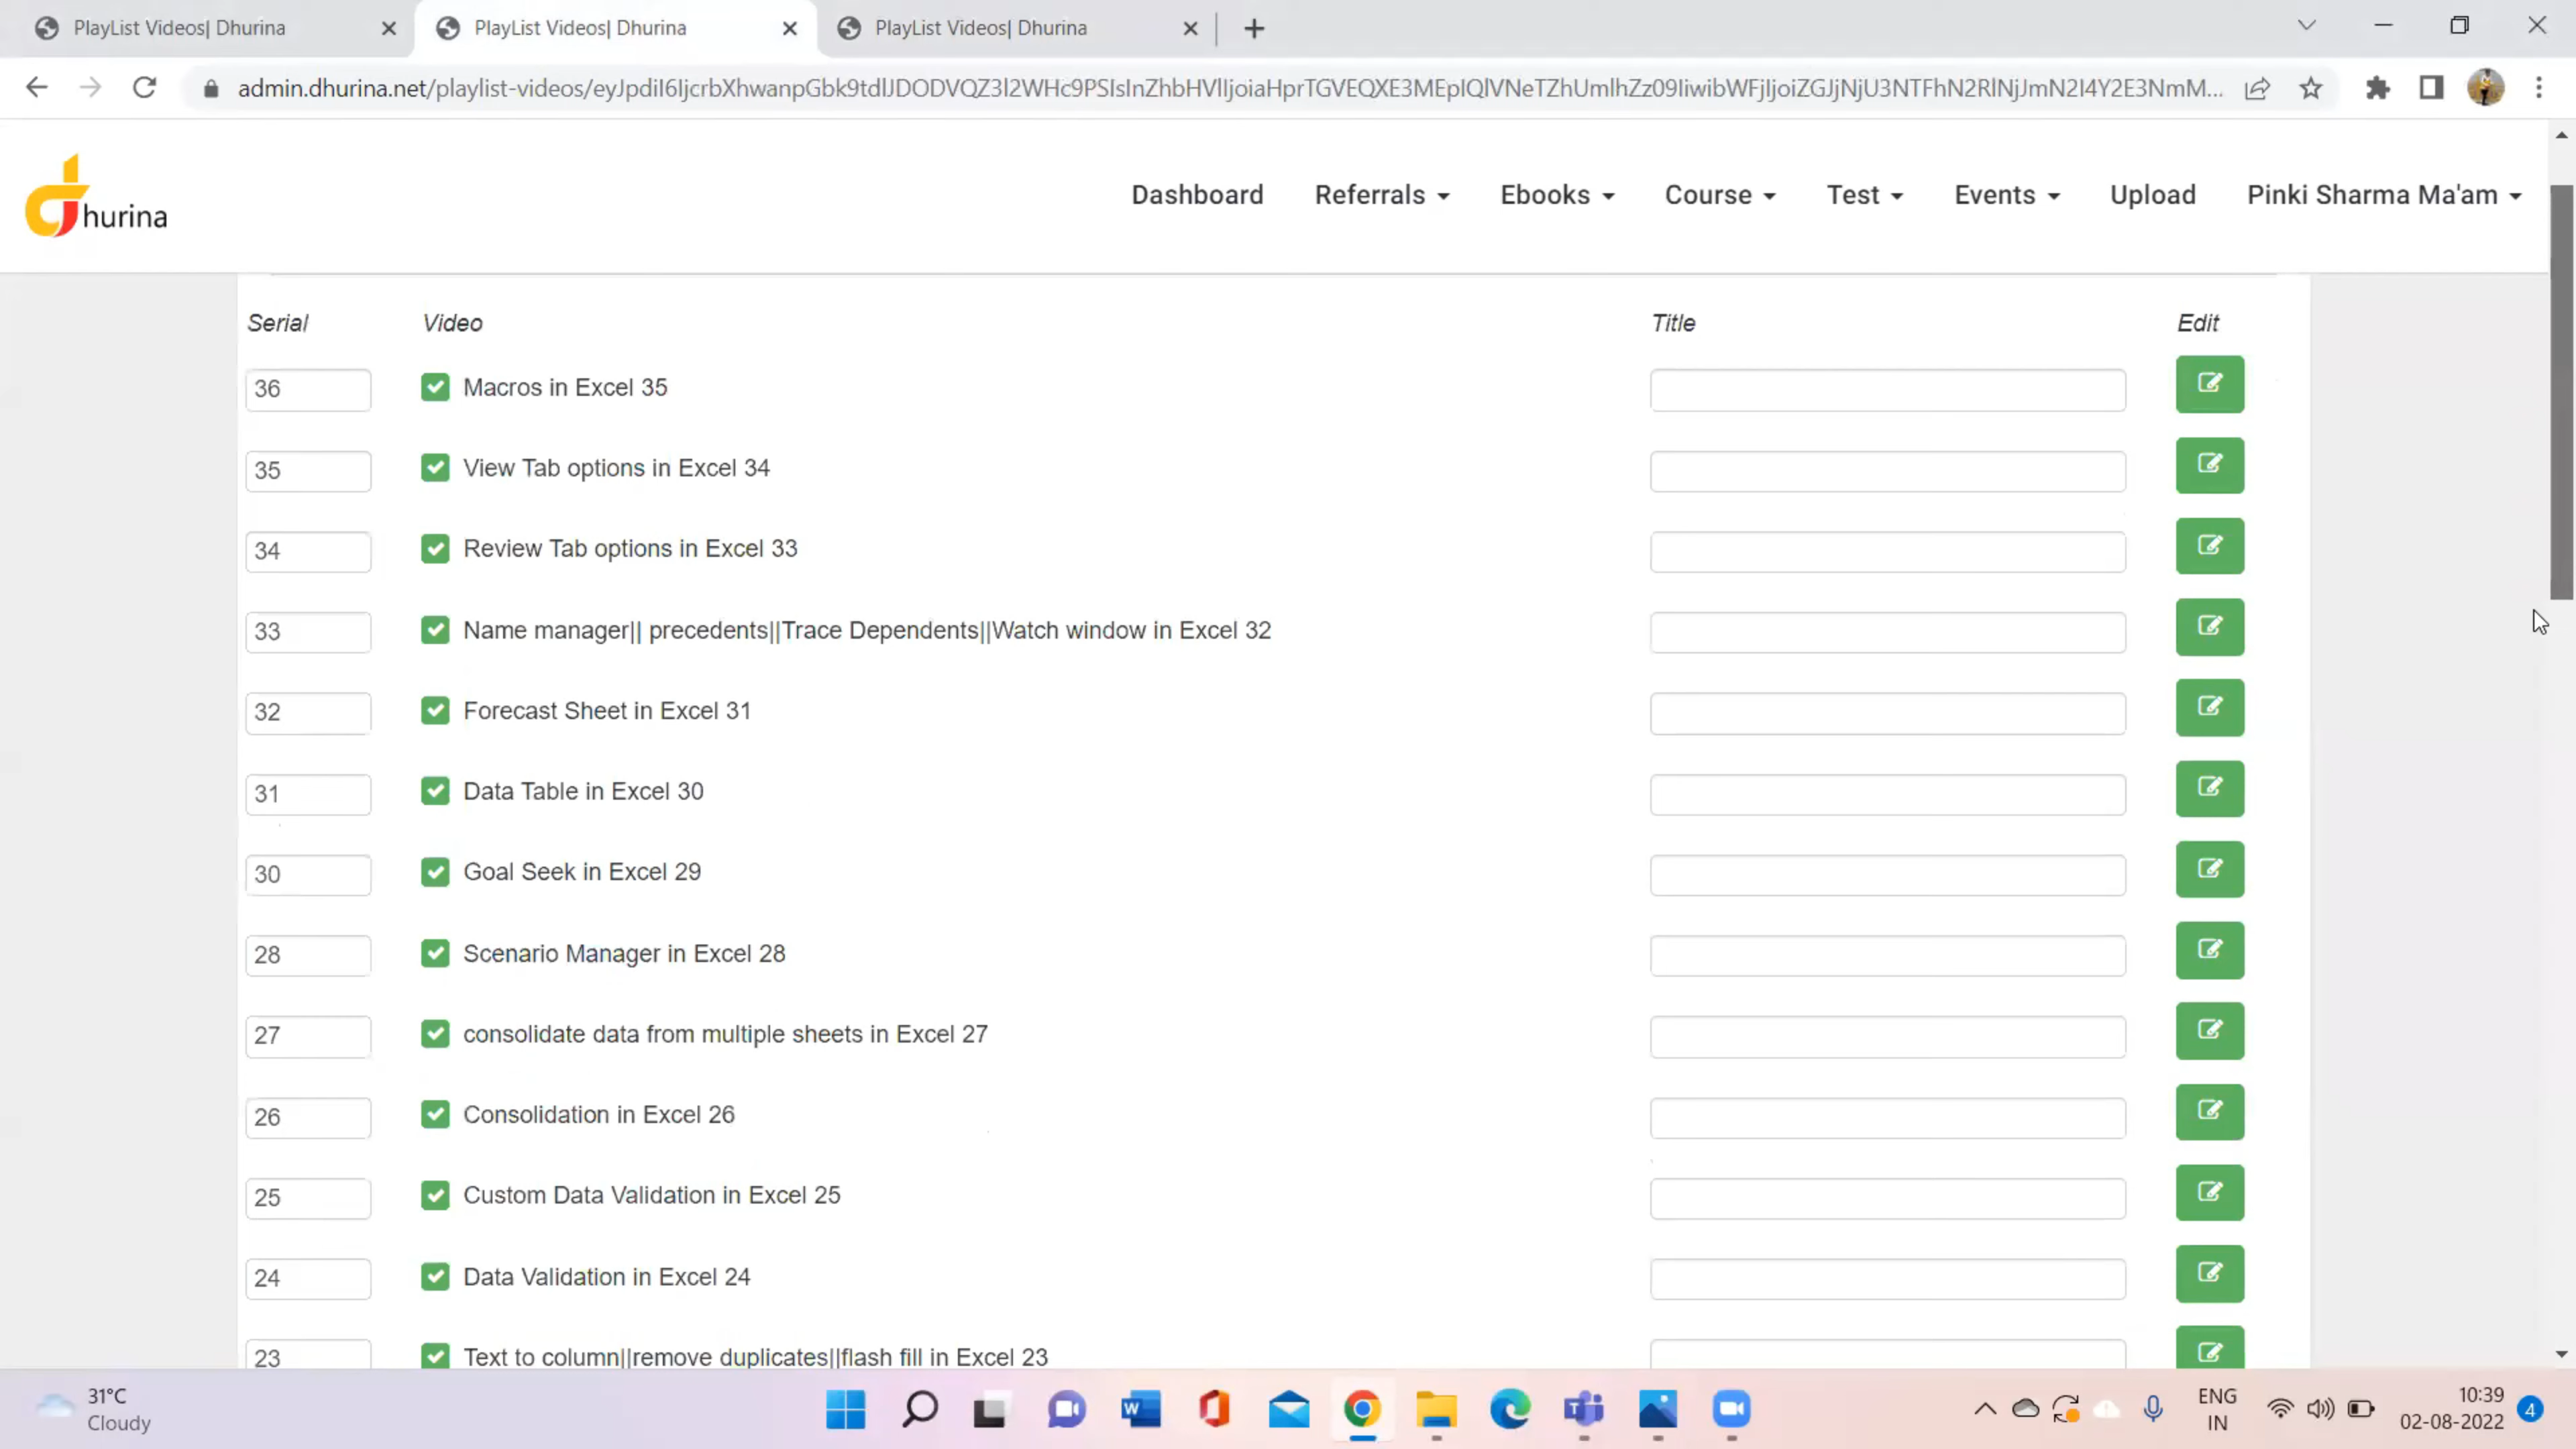 PlayList Videos| Dhurina
PlayList Videos| Dhurina
PlayList Videos| Dhurina
hurina
Dashboard
Referrals
Ebooks
Course
Test
Events
Upload
Pinki Sharma Ma'am
Serial
Video
Title
Edit
36
Macros in Excel 35
35
View Tab options in Excel 34
34
Review Tab options in Excel 33
33
Name manager|| precedents||Trace Dependents||Watch window in Excel 32
32
Forecast Sheet in Excel 31
31
Data Table in Excel 30
30
Goal Seek in Excel 29
28
Scenario Manager in Excel 28
27
consolidate data from multiple sheets in Excel 27
26
Consolidation in Excel 26
25
Custom Data Validation in Excel 25
24
Data Validation in Excel 24
23
Text to column||remove duplicates||flash fill in Excel 23
31°C
Cloudy
ENG
IN
10:39
02-08-2022
4